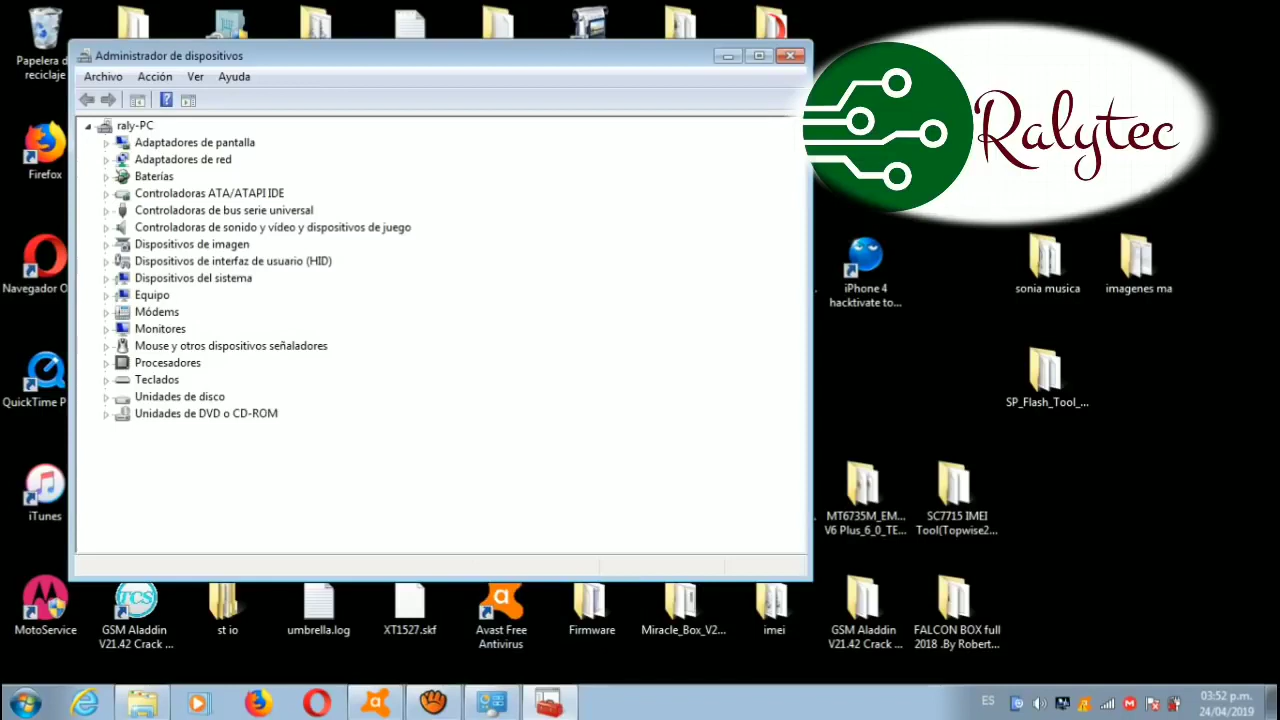 Papelera de
reciclaje
Administrador de dispositivos
Archivo Acción Ver Ayuda
raly-PC
Adaptadores de pantalla
Adaptadores de red
Baterías
Controladoras ATA/ATAPI IDE
Controladoras de bus serie universal
Controladoras de sonido y vídeo y dispositivos de juego
Dispositivos de imagen
Dispositivos de interfaz de usuario (HID)
Dispositivos del sistema
Equipo
Módems
Monitores
Mouse y otros dispositivos señaladores
Procesadores
Teclados
Unidades de disco
Unidades de DVD o CD-ROM
Ralytec
Firefox
Navegador O
QuickTime P
iTunes
iPhone 4
hacktivate to...
sonia musica
imagenes ma
SP_Flash_Tool_...
MT6735M_EM...
V6 Plus_6_0_TE...
SC7715 IMEI
Tool(Topwise2...
MotoService
TCS
GSM Aladdin
V21.42 Crack ...
st io
umbrella.log
XT1527.skf
Avast Free
Antivirus
Firmware
Miracle_Box_V2...
imei
GSM Aladdin
V21.42 Crack ...
FALCON BOX full
2018 .By Robert...
ES
03:52 p.m.
24/04/2019